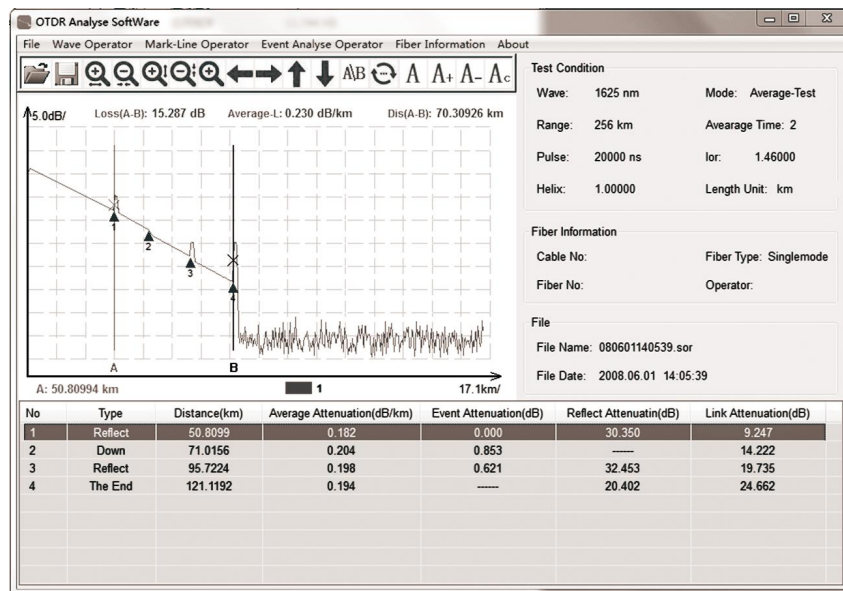 OTDR Analyse SoftWare
File Wave Operator Mark-Line Operator Event Analyse Operator Fiber Information About
A\B A A+ A- Ac
5.0dB/ Loss(A-B): 15.287 dB Average-L: 0.230 dB/km Dis(A-B): 70.30926 km
1
2
3
4
A B
A: 50.80994 km 1 17.1km/
Test Condition
Wave: 1625 nm Mode: Average-Test
Range: 256 km Avearage Time: 2
Pulse: 20000 ns Ior: 1.46000
Helix: 1.00000 Length Unit: km
Fiber Information
Cable No: Fiber Type: Singlemode
Fiber No: Operator:
File
File Name: 080601140539.sor
File Date: 2008.06.01 14:05:39
No Type Distance(km) Average Attenuation(dB/km) Event Attenuation(dB) Reflect Attenuatin(dB) Link Attenuation(dB)
1 Reflect 50.8099 0.182 0.000 30.350 9.247
2 Down 71.0156 0.204 0.853 ------ 14.222
3 Reflect 95.7224 0.198 0.621 32.453 19.735
4 The End 121.1192 0.194 ------ 20.402 24.662